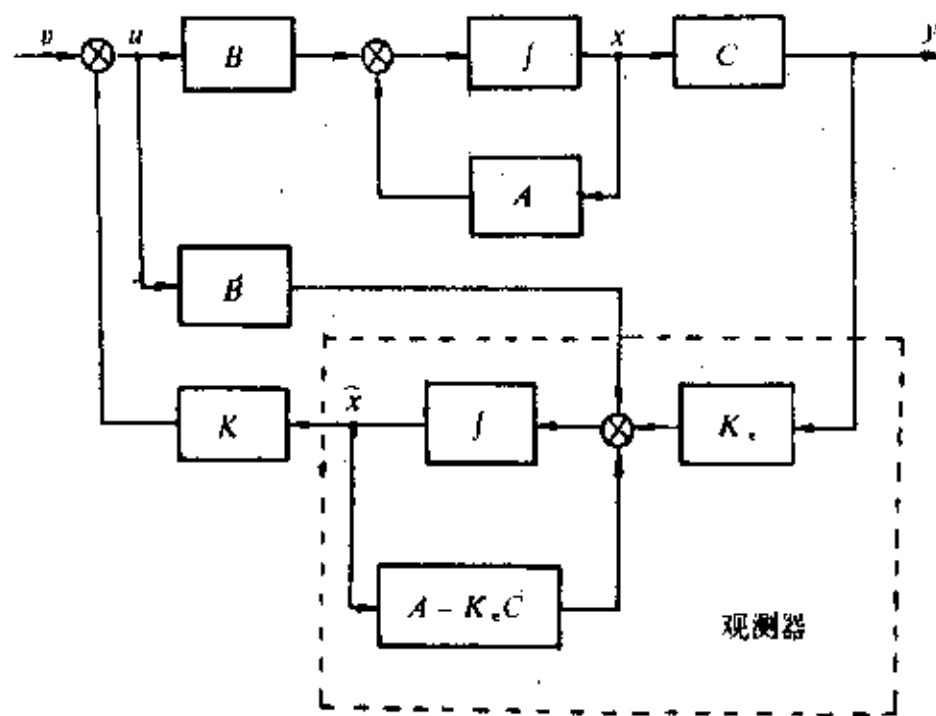 v u B ∫ x C y
A
B
x̂ ∫ K K e
A - K e C
观测器